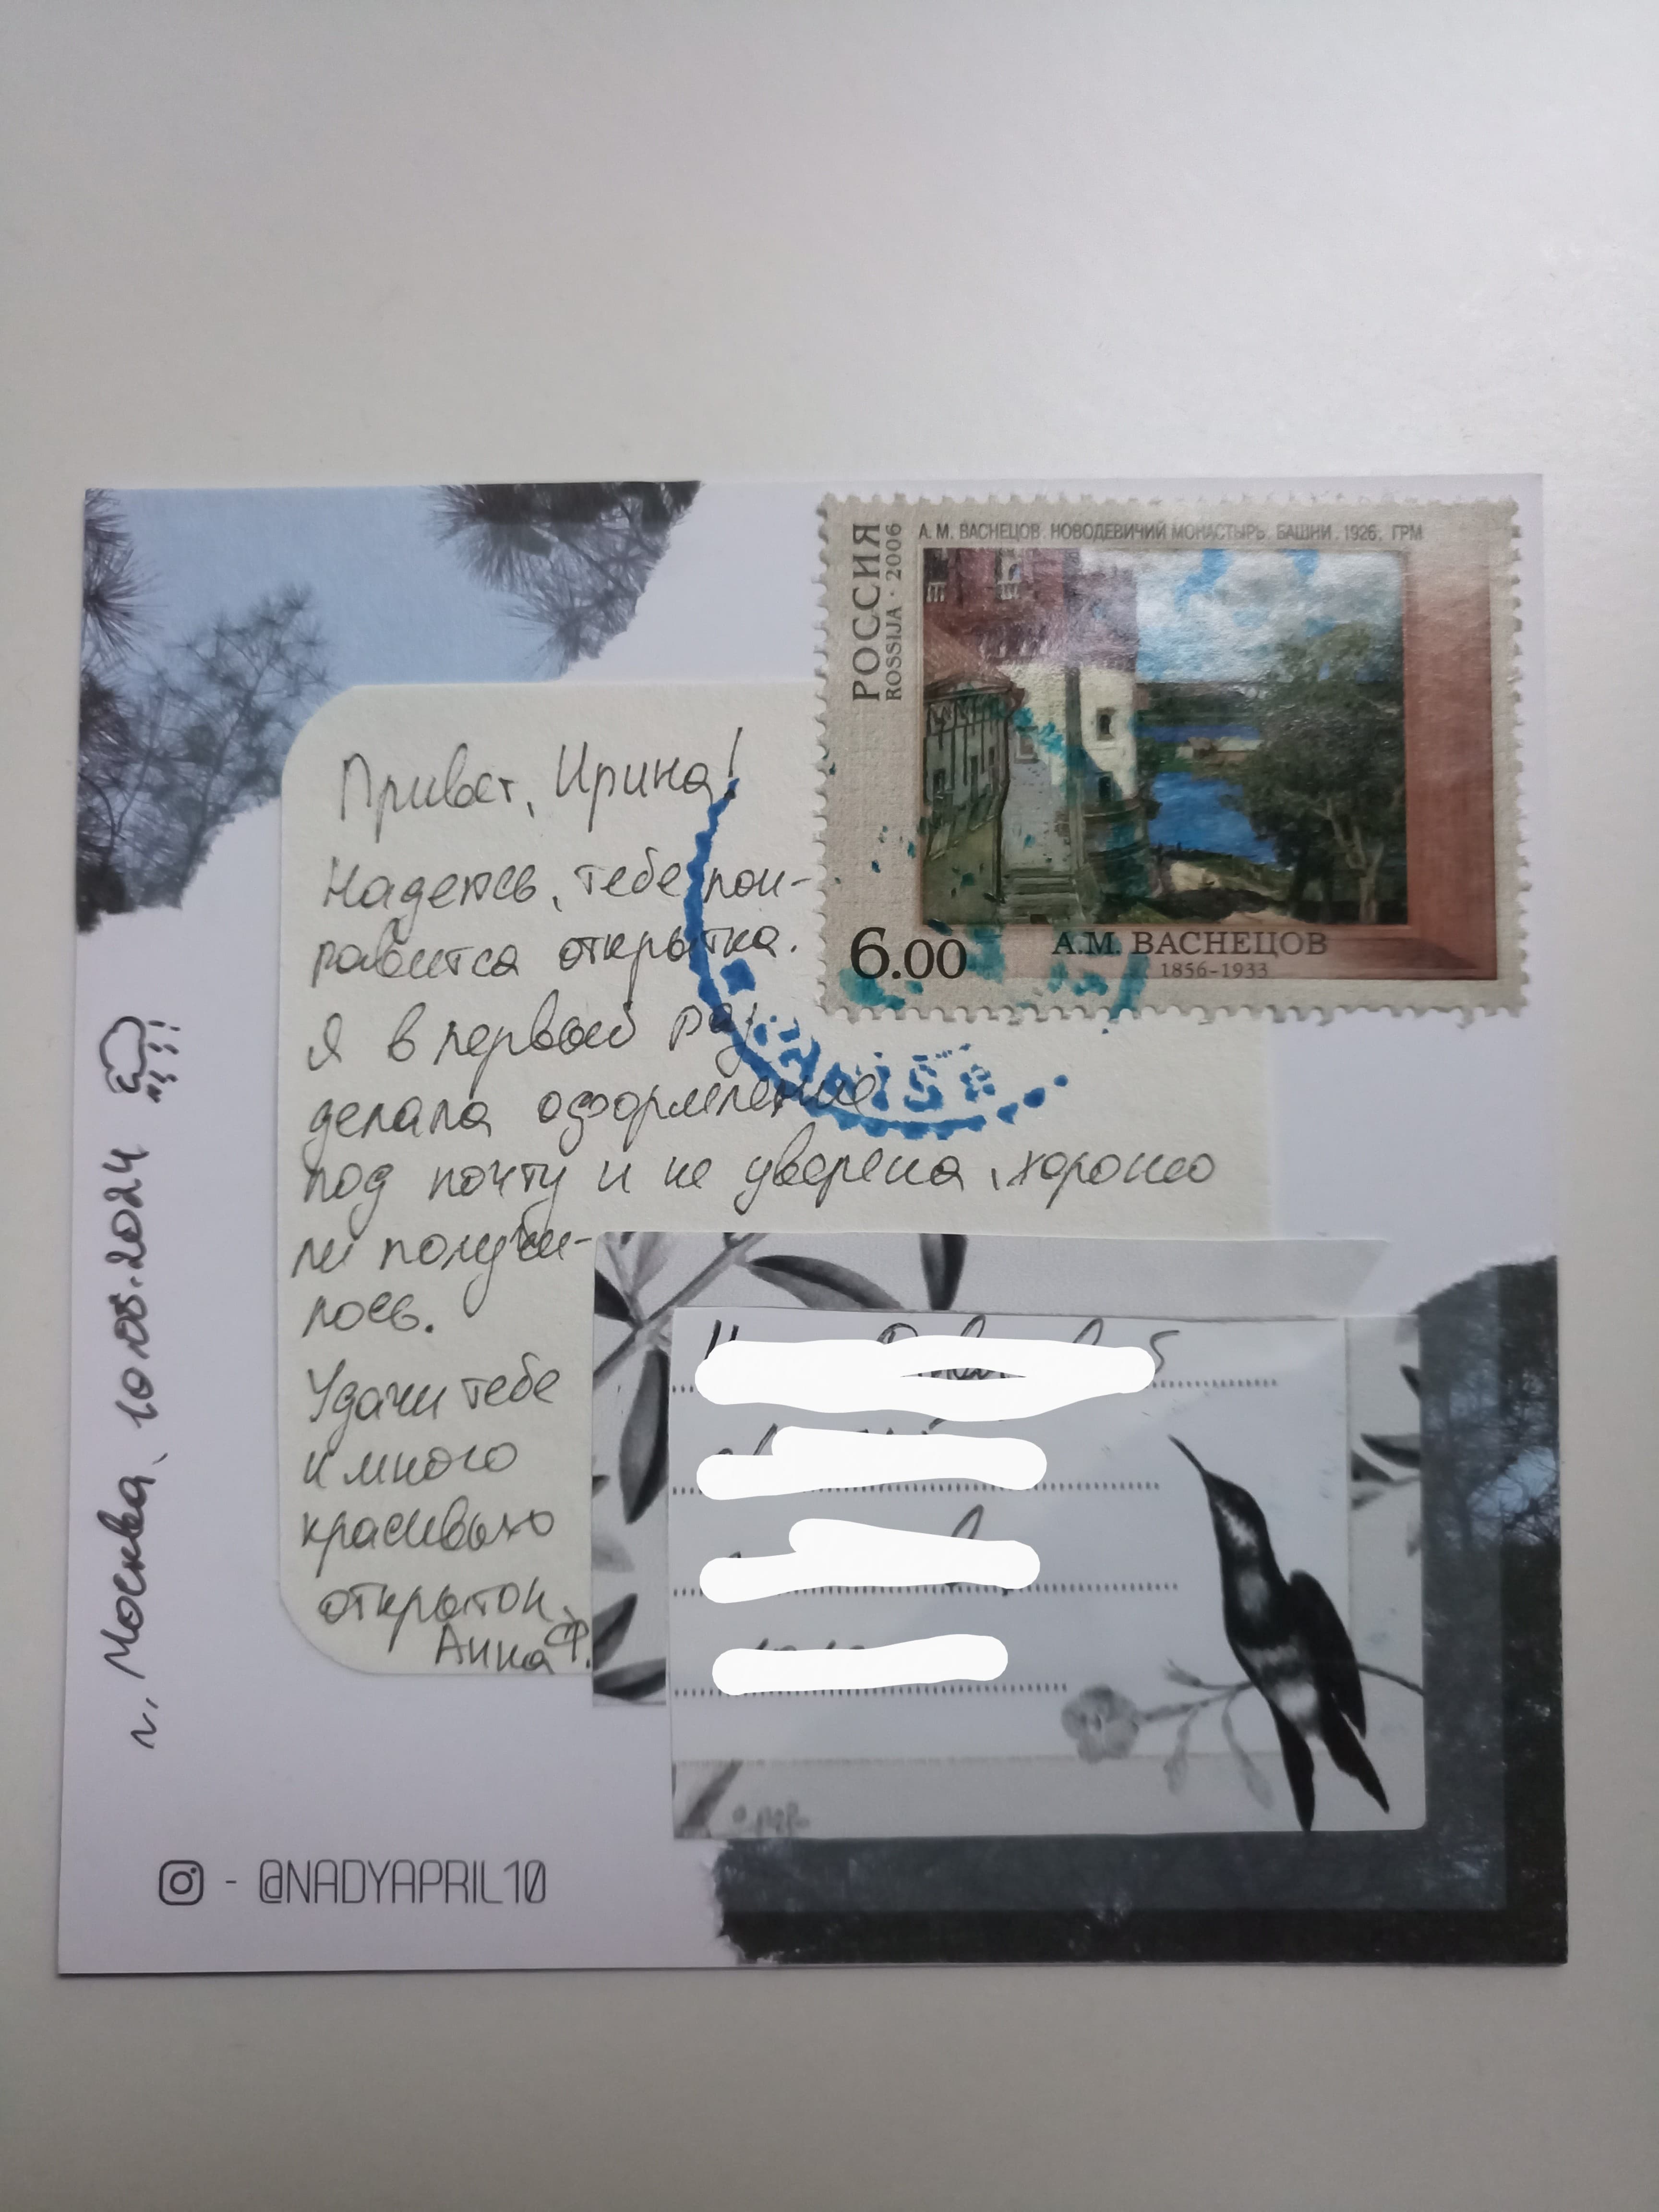 А. М. ВАСНЕЦОВ. НОВОДЕВИЧИЙ МОНАСТЫРЬ. БАШНИ. 1926. ГРМ
РОССИЯ
ROSSIJA · 2006
6.00
А.М. ВАСНЕЦОВ
1856-1933
Привет, Ирина!
Надеюсь, тебе пон-
равится открытка.
Я в первый раз
делала оформление
под почту и не уверена, хорошо
ли получи-
лось.
Удачи тебе
и много
красивых
открыток.
Анна Ф.
г. Москва, 10.05.2024
- @NADYAPRIL10